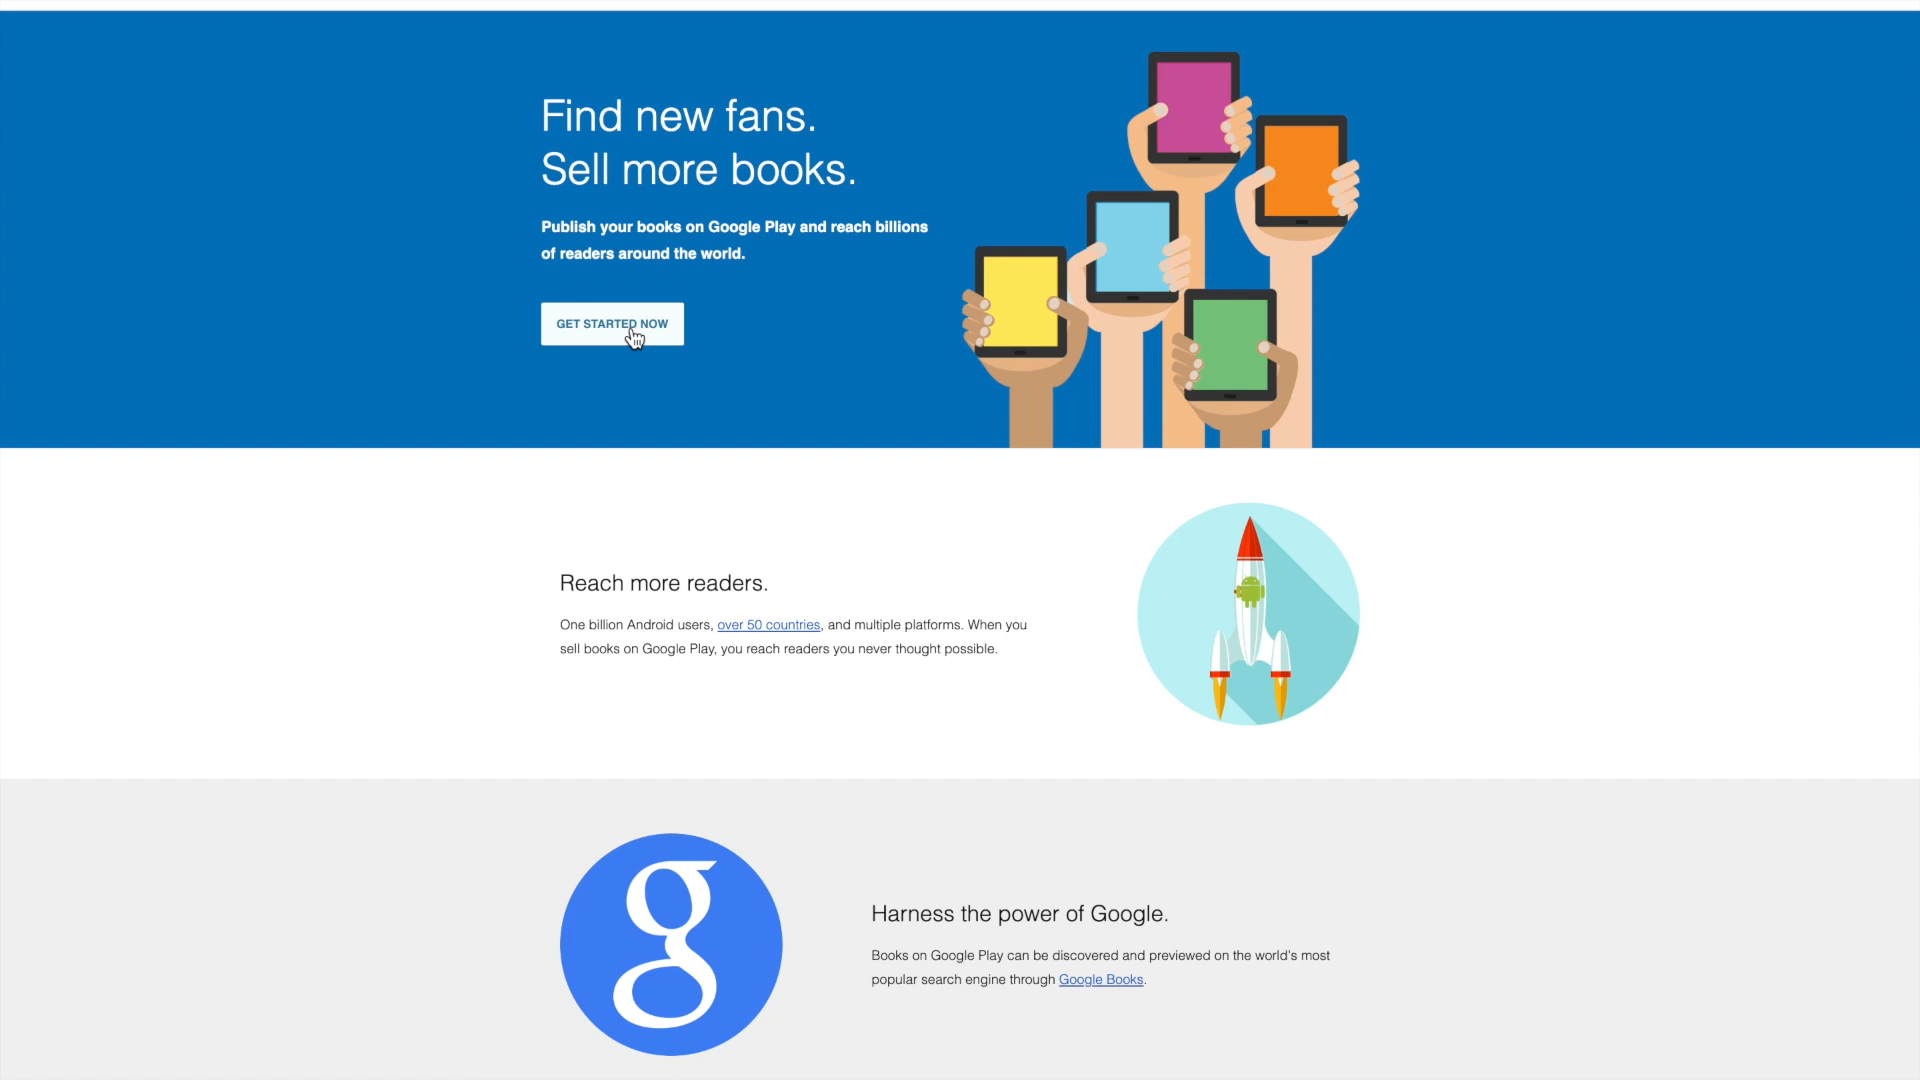 Find new fans.
Sell more books.
Publish your books on Google Play and reach billions
of readers around the world.
GET STARTED NOW
Reach more readers.
One billion Android users, over 50 countries, and multiple platforms. When you
sell books on Google Play, you reach readers you never thought possible.
g
Harness the power of Google.
Books on Google Play can be discovered and previewed on the world's most
popular search engine through Google Books.